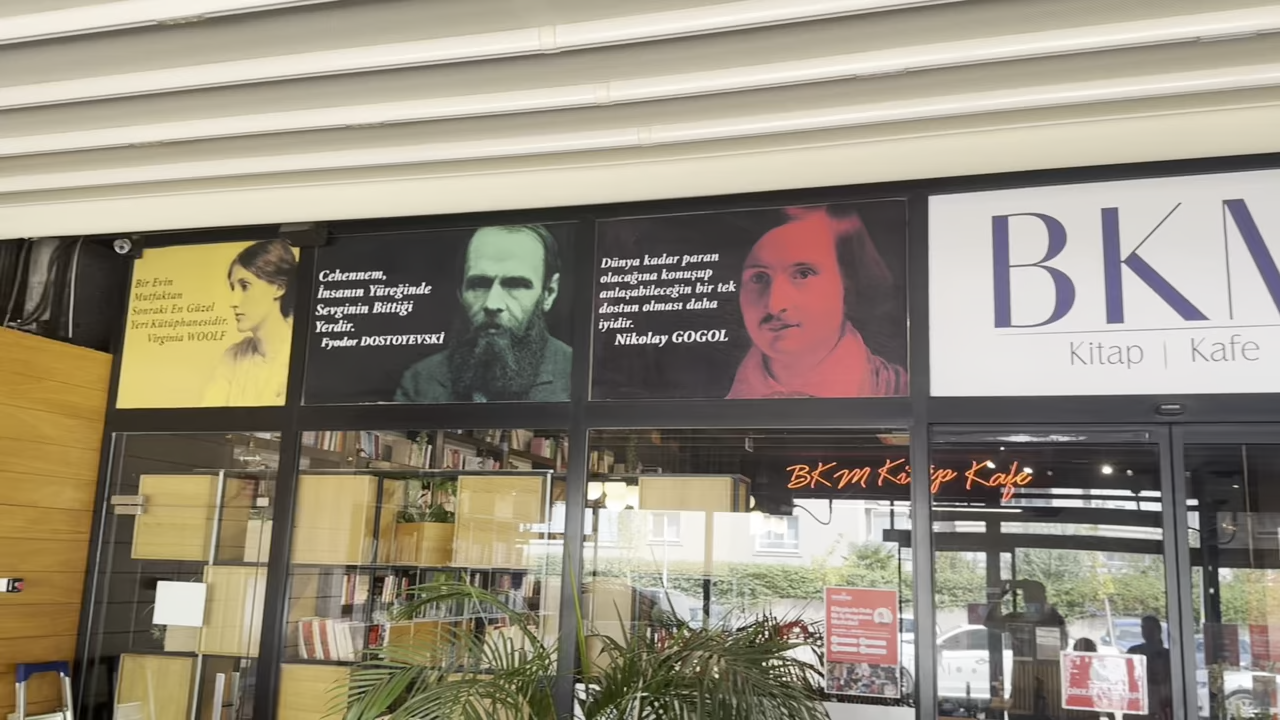 Bir Evin
Mutfaktan
Sonraki En Güzel
Yeri Kütüphanesidir.
Virginia WOOLF
Cehennem,
İnsanın Yüreğinde
Sevginin Bittiği
Yerdir.
Fyodor DOSTOYEVSKİ
Dünya kadar paran
olacağına konuşup
anlaşabileceğin bir tek
dostun olması daha
iyidir.
Nikolay GOGOL
BKM
Kitap | Kafe
BKM Kitap Kafe